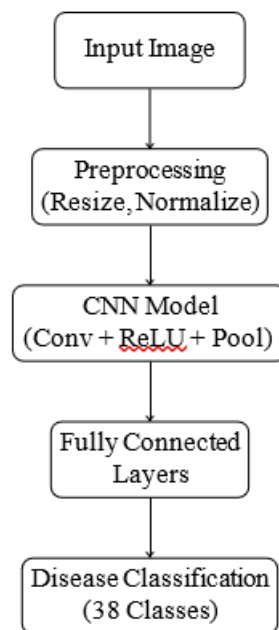 Input Image
Preprocessing
(Resize, Normalize)
CNN Model
(Conv + ReLU + Pool)
Fully Connected
Layers
Disease Classification
(38 Classes)